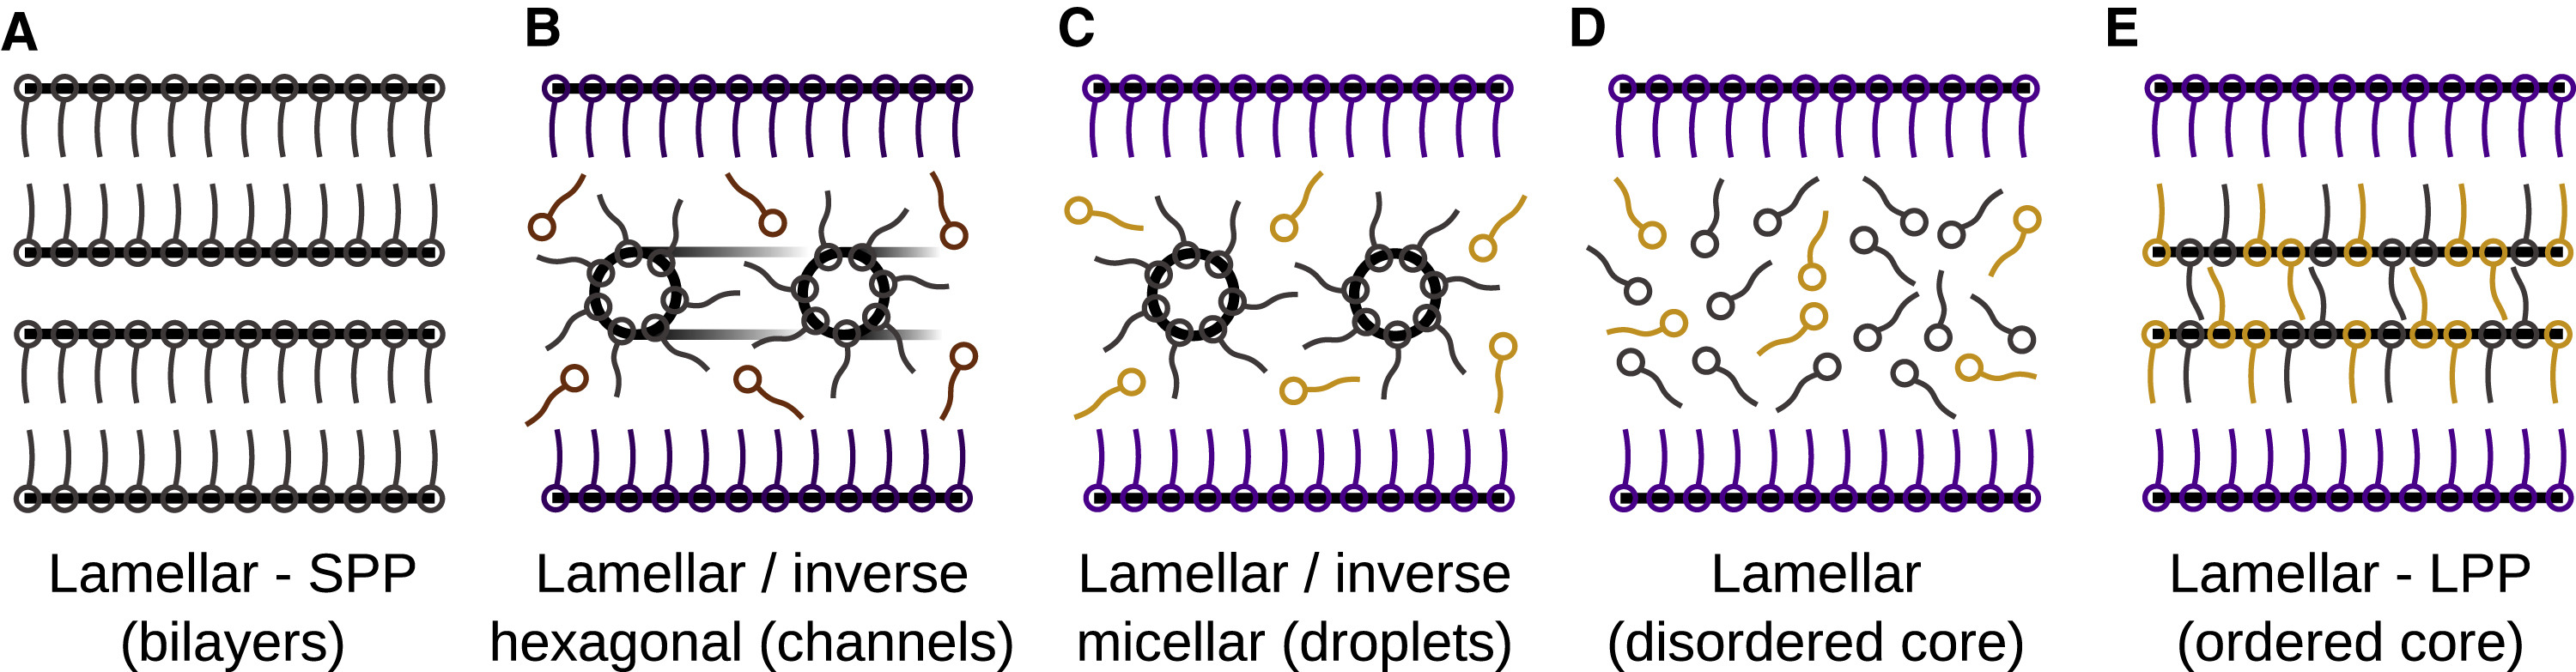 A
B
C
D
E
Lamellar - SPP
(bilayers)
Lamellar / inverse
hexagonal (channels)
Lamellar / inverse
micellar (droplets)
Lamellar
(disordered core)
Lamellar - LPP
(ordered core)